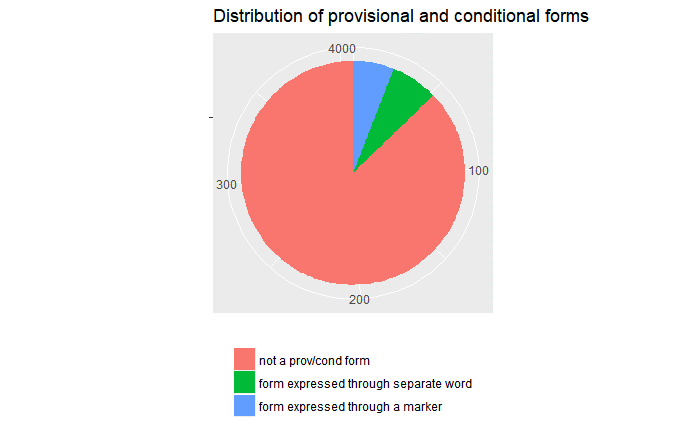 Distribution of provisional and conditional forms
4000
100
300
200
not a prov/cond form
form expressed through separate word
form expressed through a marker